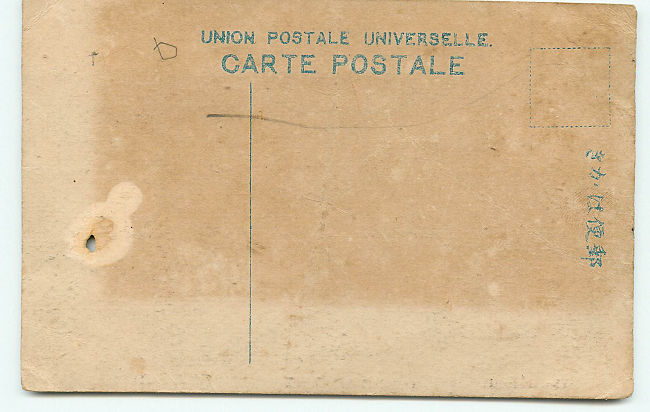 UNION POSTALE UNIVERSELLE.
CARTE POSTALE
郵便はかき